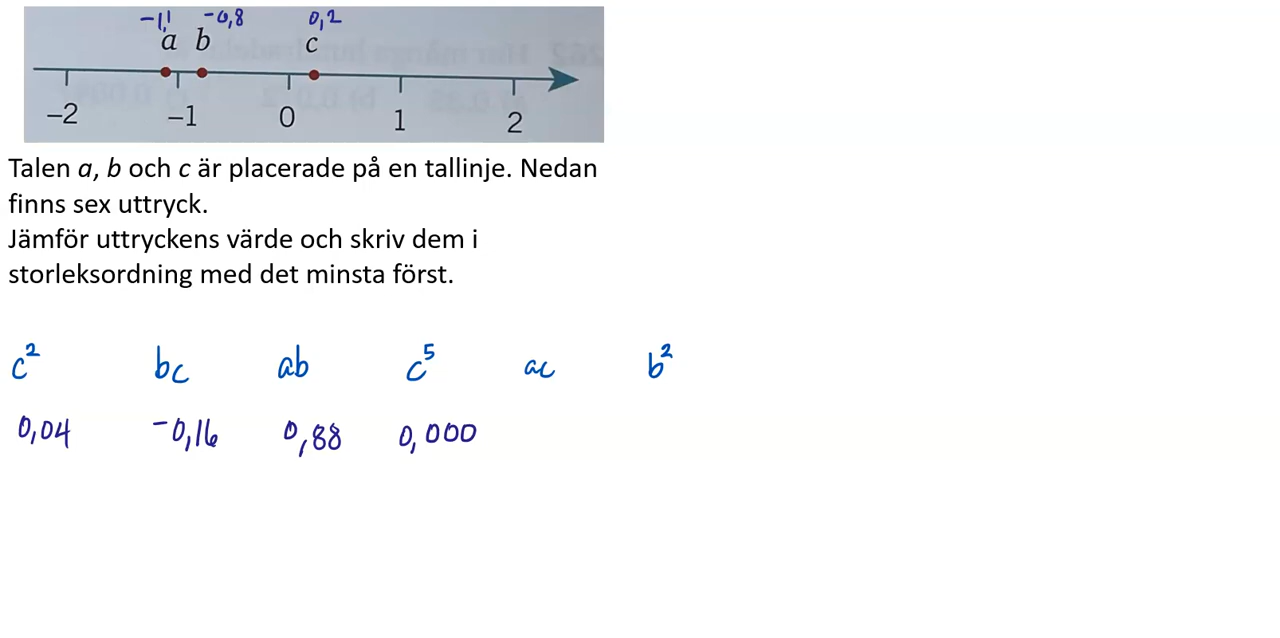 -1,1 -0,8 0,2
a b c
-2 -1 0 1 2
Talen a, b och c är placerade på en tallinje. Nedan
finns sex uttryck.
Jämför uttryckens värde och skriv dem i
storleksordning med det minsta först.
c² bc ab c⁵ ac b²
0,04 -0,16 0,88 0,000